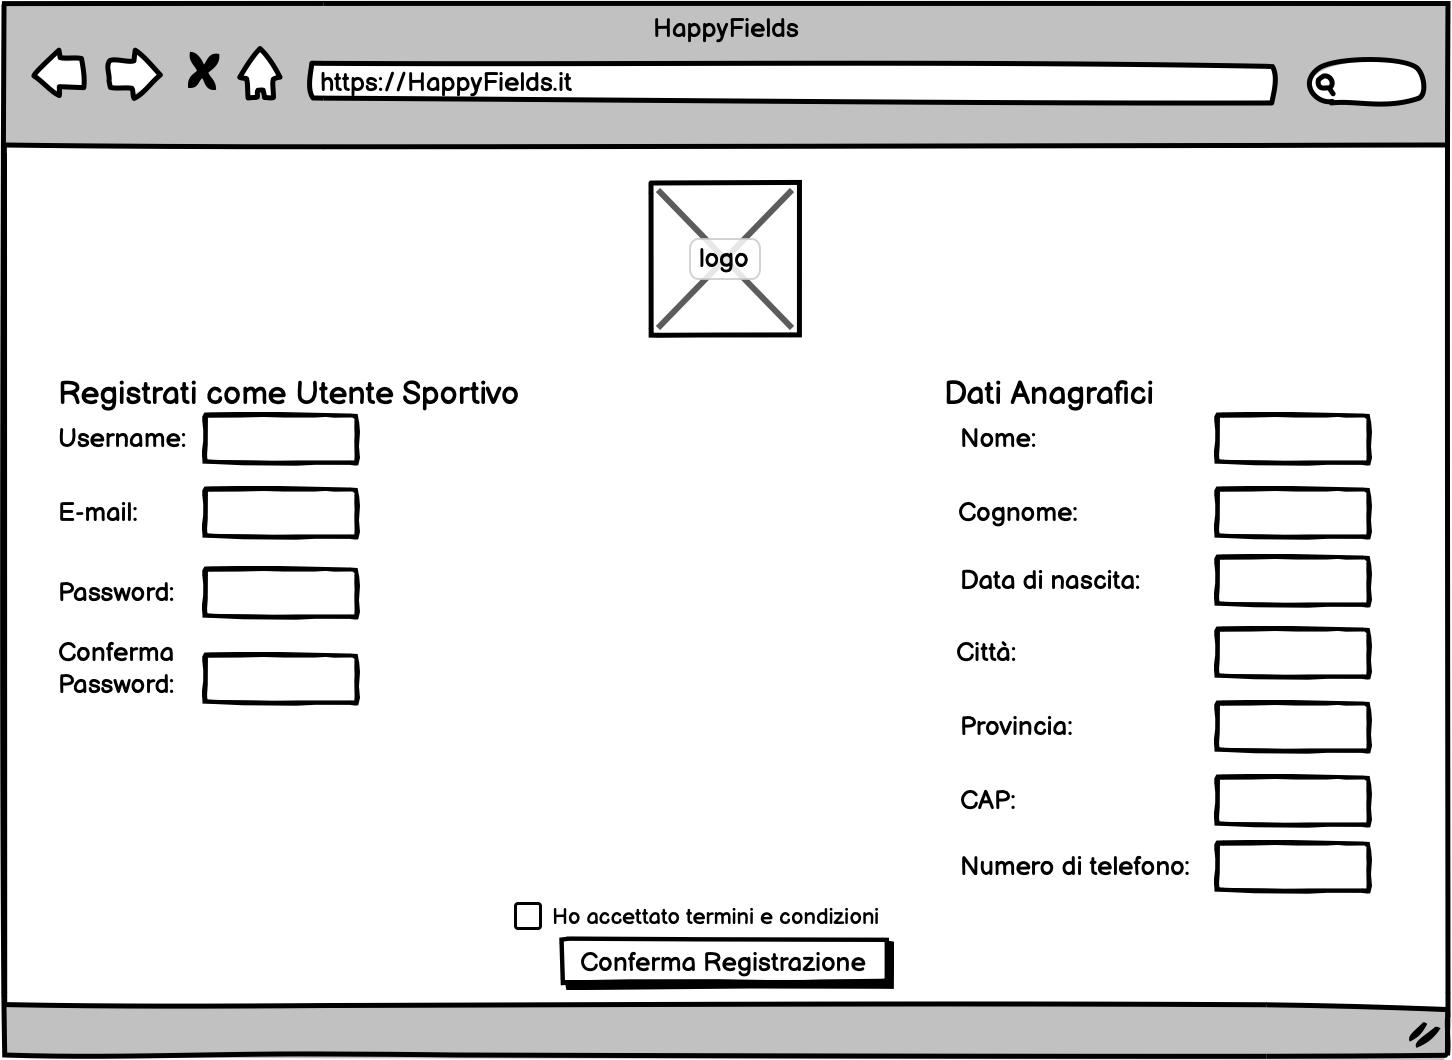 HappyFields
https://HappyFields.it
logo
Registrati come Utente Sportivo
Username:
E-mail:
Password:
Conferma
Password:
Dati Anagrafici
Nome:
Cognome:
Data di nascita:
Città:
Provincia:
CAP:
Numero di telefono:
Ho accettato termini e condizioni
Conferma Registrazione